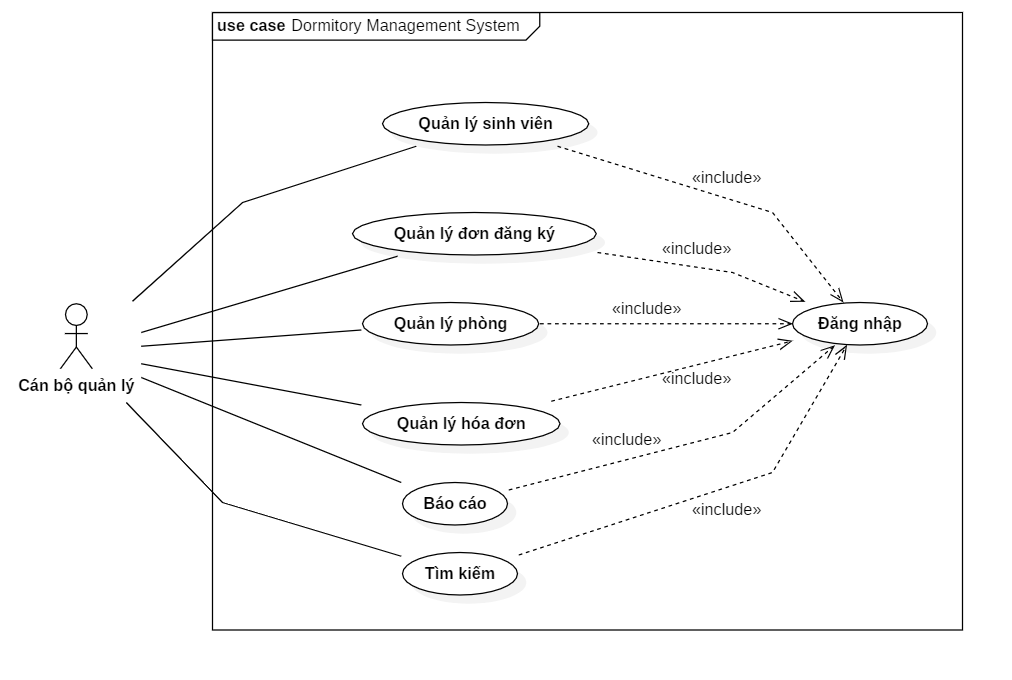 use case Dormitory Management System
Quản lý sinh viên
«include»
Quản lý đơn đăng ký
«include»
Quản lý phòng
«include»
Đăng nhập
Cán bộ quản lý
«include»
Quản lý hóa đơn
«include»
Báo cáo
«include»
Tìm kiếm